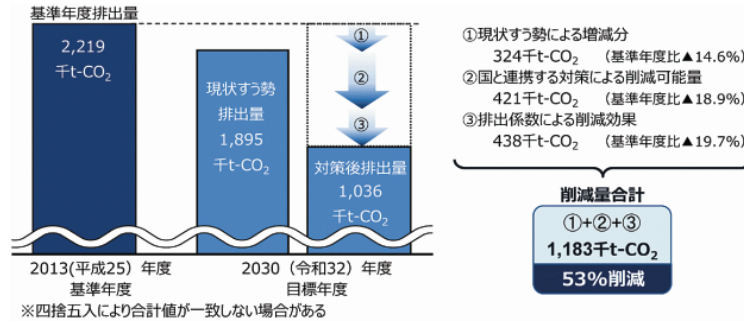 基準年度排出量
2,219
千t-CO₂
現状すう勢
排出量
1,895
千t-CO₂
①
②
③
対策後排出量
1,036
千t-CO₂
2013(平成25）年度
基準年度
2030（令和32）年度
目標年度
※四捨五入により合計値が一致しない場合がある
①現状すう勢による増減分
324千t-CO₂ （基準年度比▲14.6%）
②国と連携する対策による削減可能量
421千t-CO₂ （基準年度比▲18.9%）
③排出係数による削減効果
438千t-CO₂ （基準年度比▲19.7%）
削減量合計
①+②+③
1,183千t-CO₂
53%削減